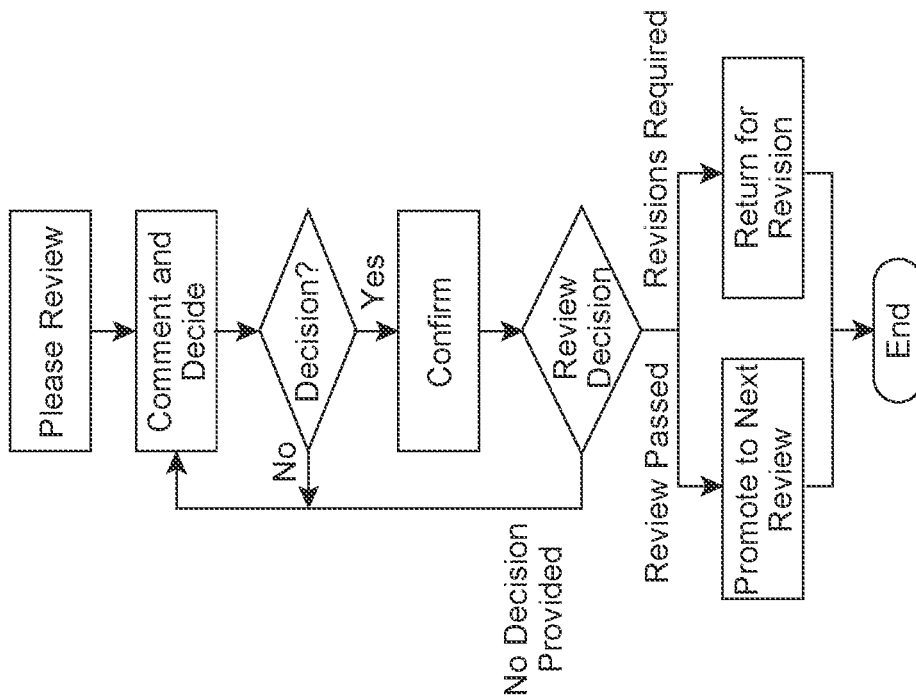 Please Review
Comment and
Decide
Decision?
No
Yes
Confirm
Review
Decision
No Decision
Provided
Review Passed
Revisions Required
Promote to Next
Review
Return for
Revision
End